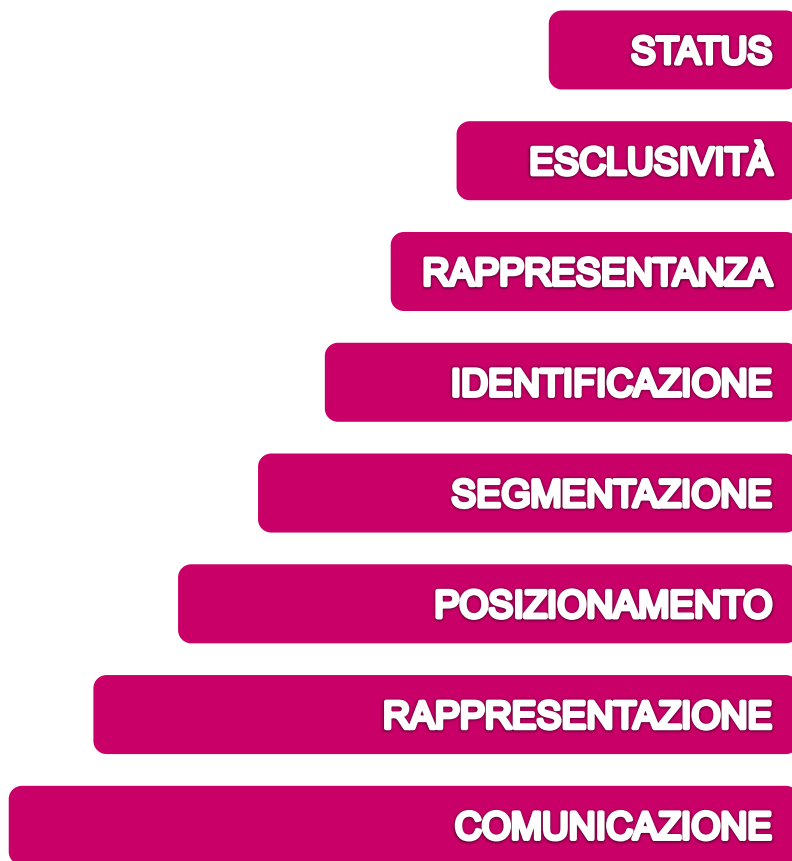 STATUS
ESCLUSIVITÀ
RAPPRESENTANZA
IDENTIFICAZIONE
SEGMENTAZIONE
POSIZIONAMENTO
RAPPRESENTAZIONE
COMUNICAZIONE